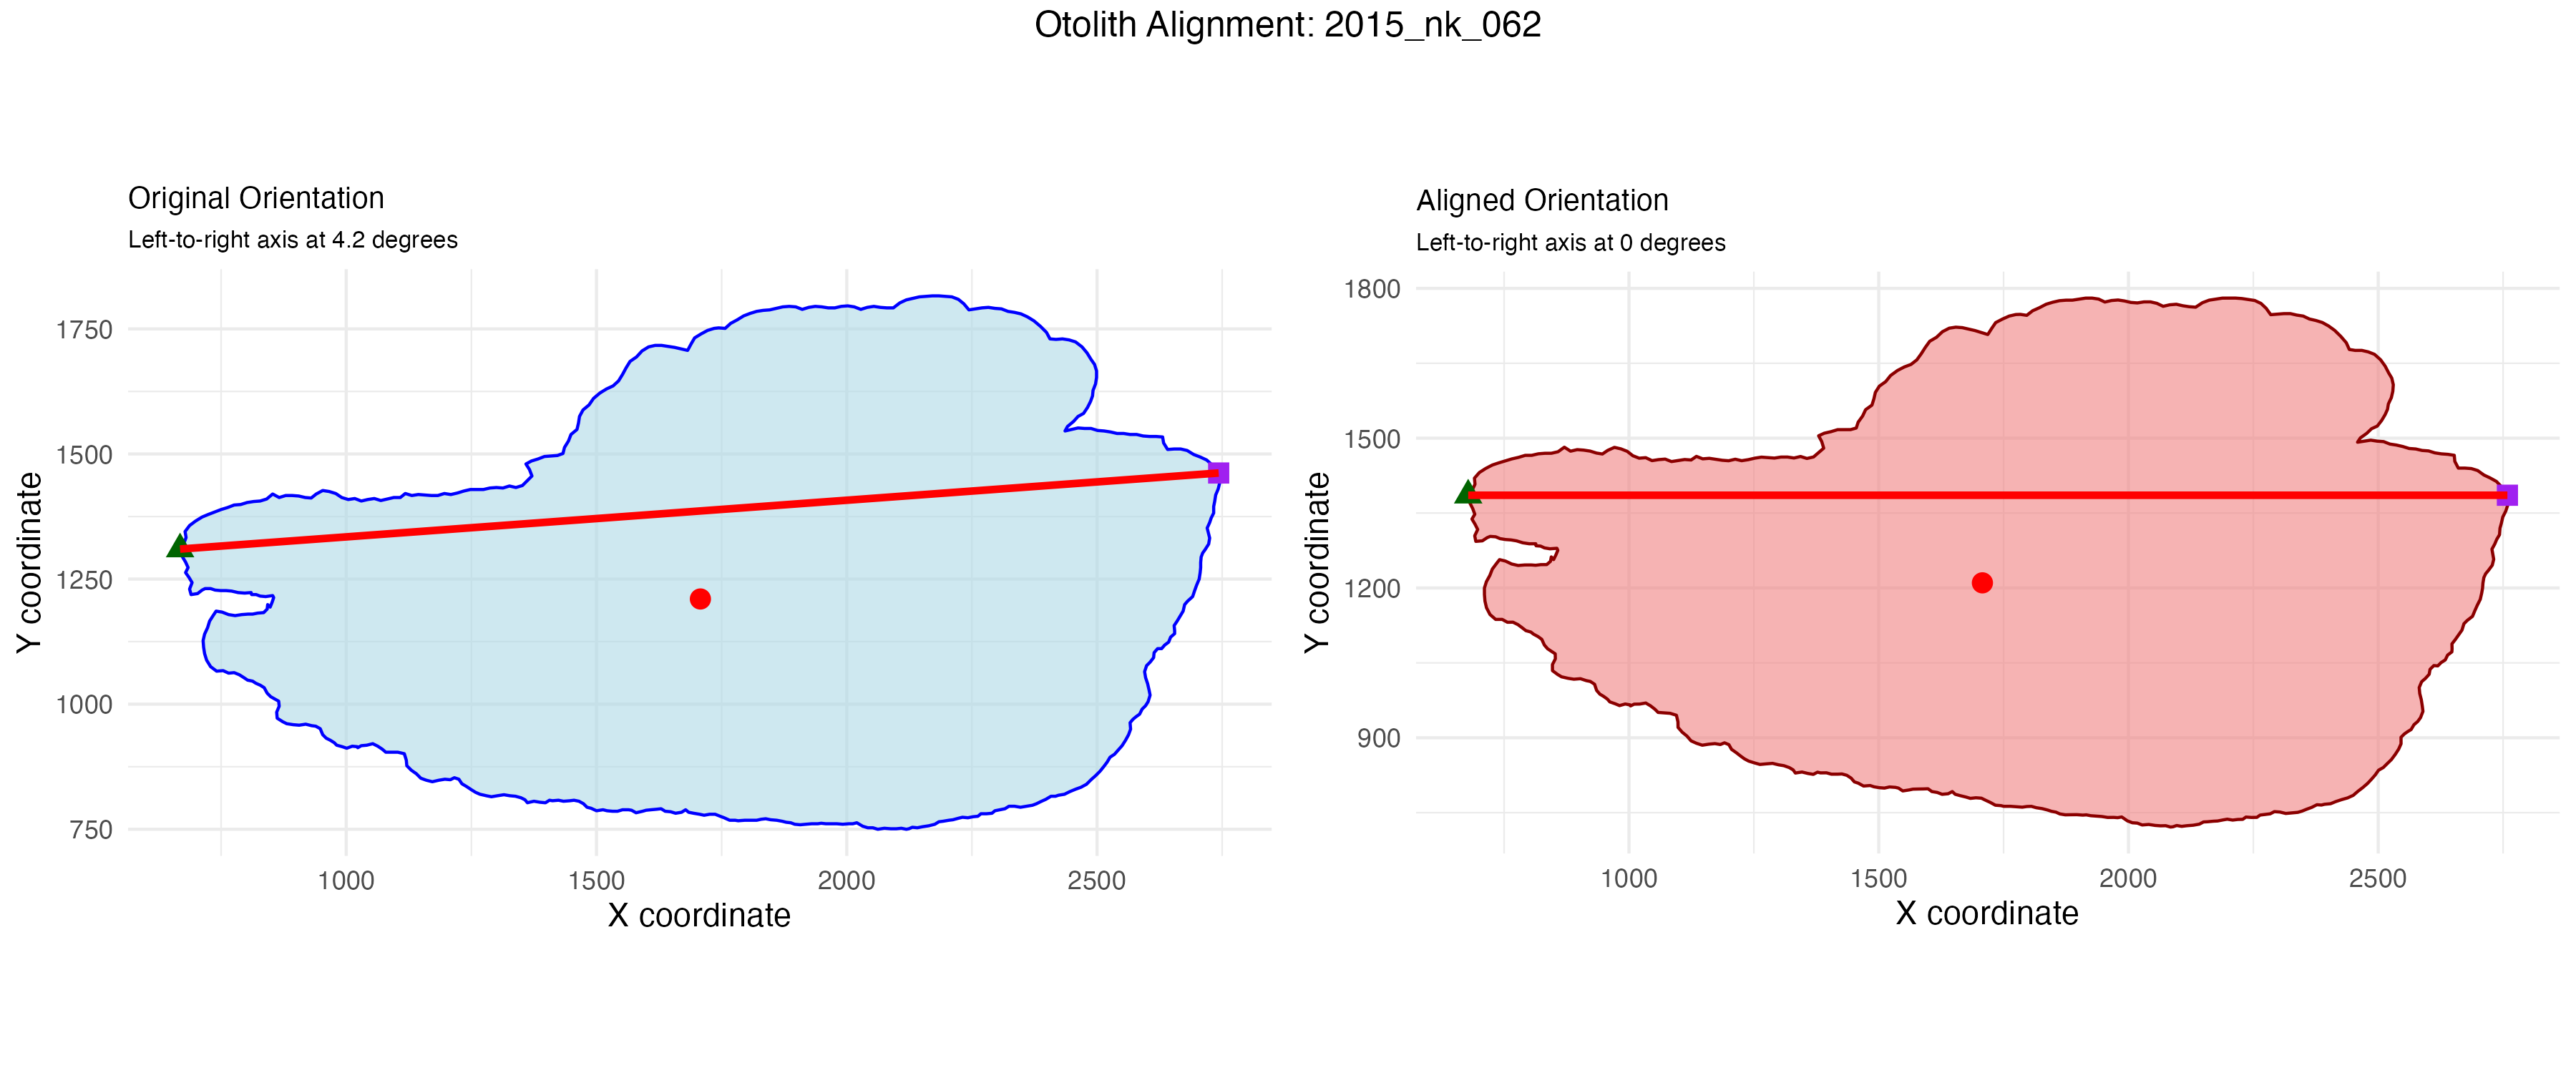 Otolith Alignment: 2015_nk_062
Original Orientation
Left-to-right axis at 4.2 degrees
Y coordinate
1750
1500
1250
1000
750
1000 1500 2000 2500
X coordinate
Aligned Orientation
Left-to-right axis at 0 degrees
Y coordinate
1800
1500
1200
900
1000 1500 2000 2500
X coordinate